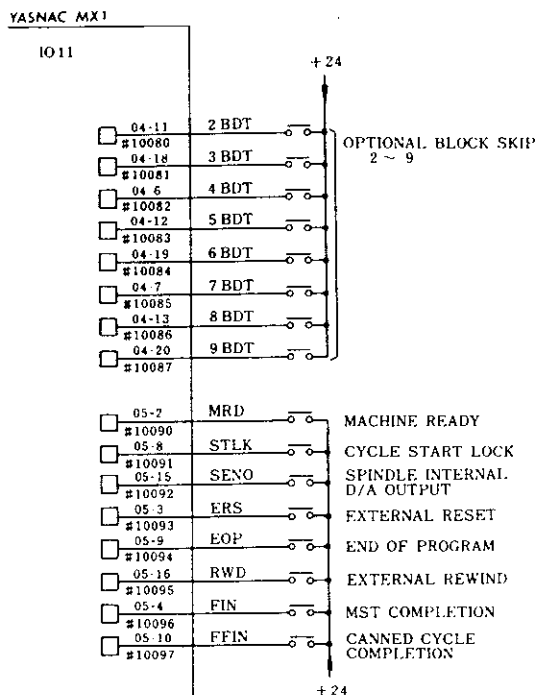 YASNAC MX1
IO11
+24
04-11 2 BDT
#10080
04-18 3 BDT
#10081
04-6 4 BDT
#10082
04-12 5 BDT
#10083
04-19 6 BDT
#10084
04-7 7 BDT
#10085
04-13 8 BDT
#10086
04-20 9 BDT
#10087
OPTIONAL BLOCK SKIP
2 ~ 9
05-2 MRD MACHINE READY
#10090
05-8 STLK CYCLE START LOCK
#10091
05-15 SENO SPINDLE INTERNAL
#10092 D/A OUTPUT
05-3 ERS EXTERNAL RESET
#10093
05-9 EOP END OF PROGRAM
#10094
05-16 RWD EXTERNAL REWIND
#10095
05-4 FIN MST COMPLETION
#10096
05-10 FFIN CANNED CYCLE
#10097 COMPLETION
+24